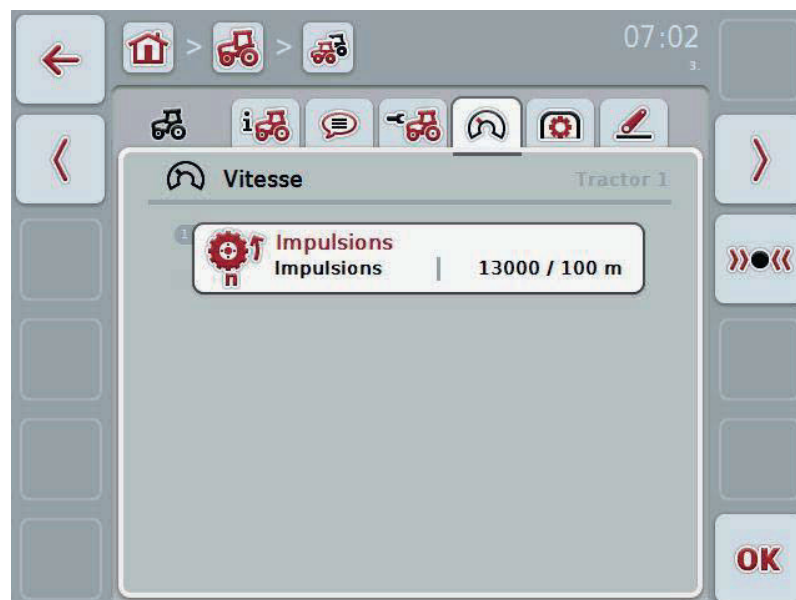 07:02
3.
i
Vitesse Tractor 1
1
Impulsions
Impulsions 13000 / 100 m
n
OK